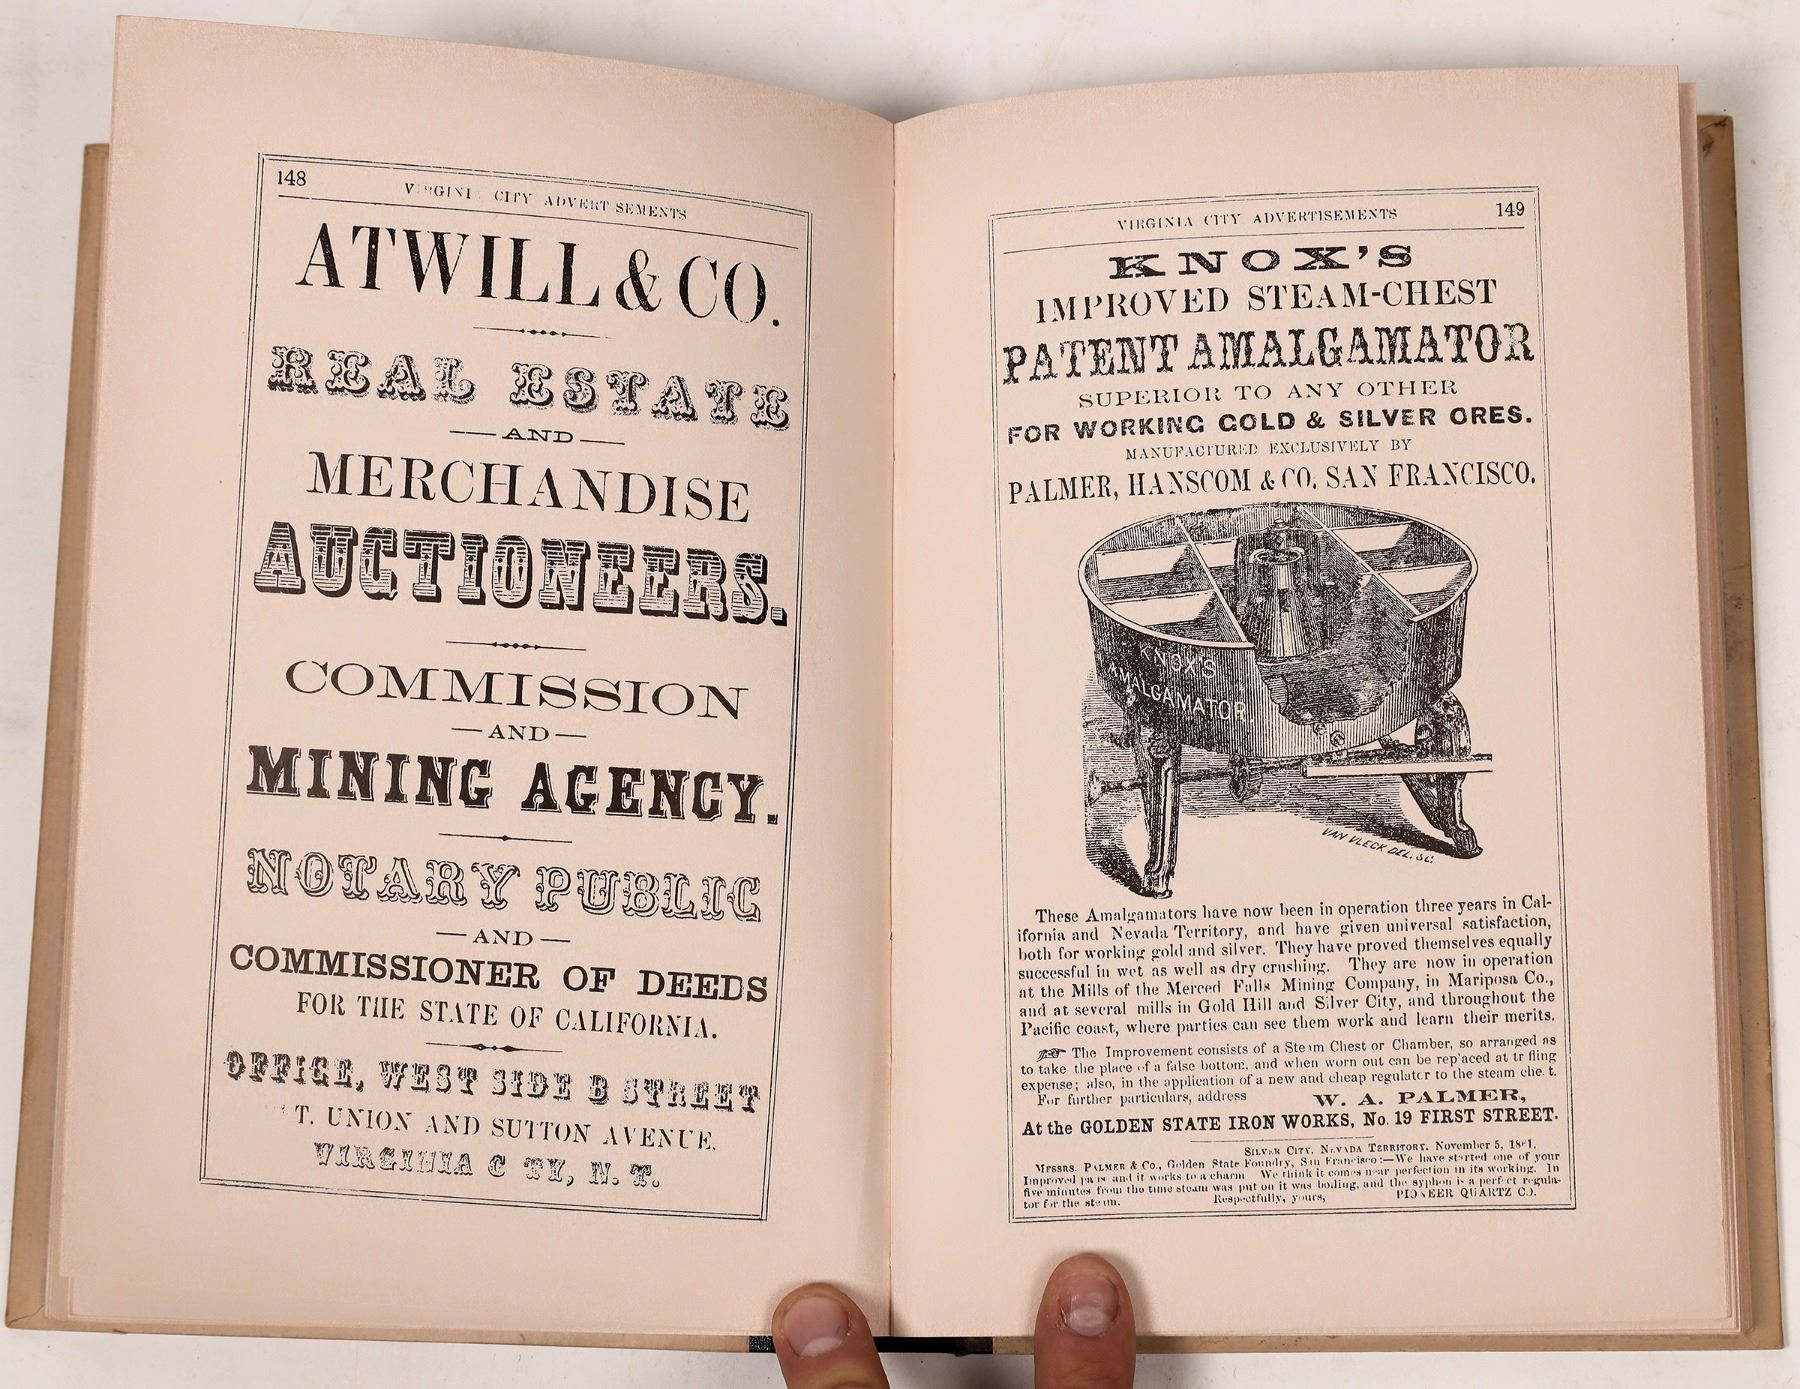 148
VIRGINIA CITY ADVERTISEMENTS
ATWILL & CO.
REAL ESTATE
AND
MERCHANDISE
AUCTIONEERS.
COMMISSION
AND
MINING AGENCY.
NOTARY PUBLIC
AND
COMMISSIONER OF DEEDS
FOR THE STATE OF CALIFORNIA.
OFFICE, WEST SIDE B STREET
T. UNION AND SUTTON AVENUE.
VIRGINIA C TY, N. T.
VIRGINIA CITY ADVERTISEMENTS
149
KNOX'S
IMPROVED STEAM-CHEST
PATENT AMALGAMATOR
SUPERIOR TO ANY OTHER
FOR WORKING GOLD & SILVER ORES.
MANUFACTURED EXCLUSIVELY BY
PALMER, HANSCOM & CO. SAN FRANCISCO.
KNOX'S
AMALGAMATOR.
VAN VLECK DEL. SC.
These Amalgamators have now been in operation three years in Cal-
ifornia and Nevada Territory, and have given universal satisfaction,
both for working gold and silver. They have proved themselves equally
successful in wet as well as dry crushing. They are now in operation
at the Mills of the Merced Falls Mining Company, in Mariposa Co.,
and at several mills in Gold Hill and Silver City, and throughout the
Pacific coast, where parties can see them work and learn their merits.
The Improvement consists of a Steam Chest or Chamber, so arranged as
to take the place of a false bottom, and when worn out can be rep'aced at tr fling
expense; also, in the application of a new and cheap regulator to the steam che t.
For further particulars, address W. A. PALMER,
At the GOLDEN STATE IRON WORKS, No. 19 FIRST STREET.
SILVER CITY, NEVADA TERRITORY, November 5, 1861.
MESSRS. PALMER & CO., Golden State Foundry, San Francisco:—We have started one of your
Improved pans and it works to a charm We think it comes near perfection in its working. In
five minutes from the time steam was put on it was boiling, and the syphon is a perfect regula-
tor for the steam. Respectfully, yours, PIONEER QUARTZ CO.